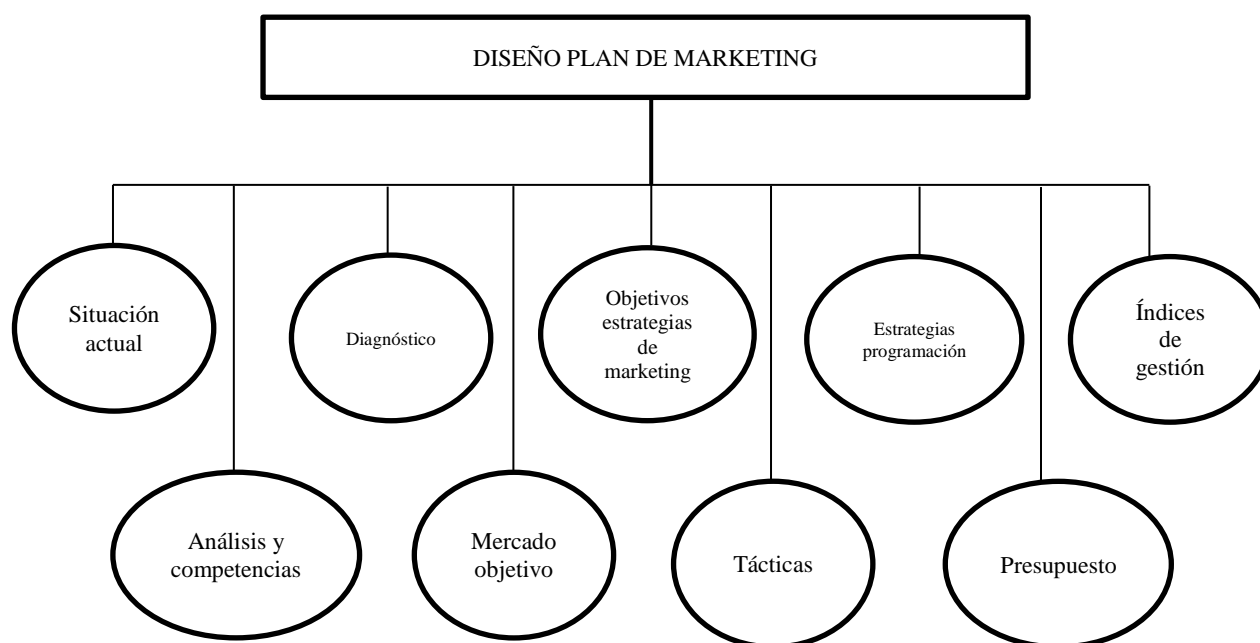 DISEÑO PLAN DE MARKETING
Situación
actual
Diagnóstico
Objetivos
estrategias
de
marketing
Estrategias
programación
Índices
de
gestión
Análisis y
competencias
Mercado
objetivo
Tácticas
Presupuesto